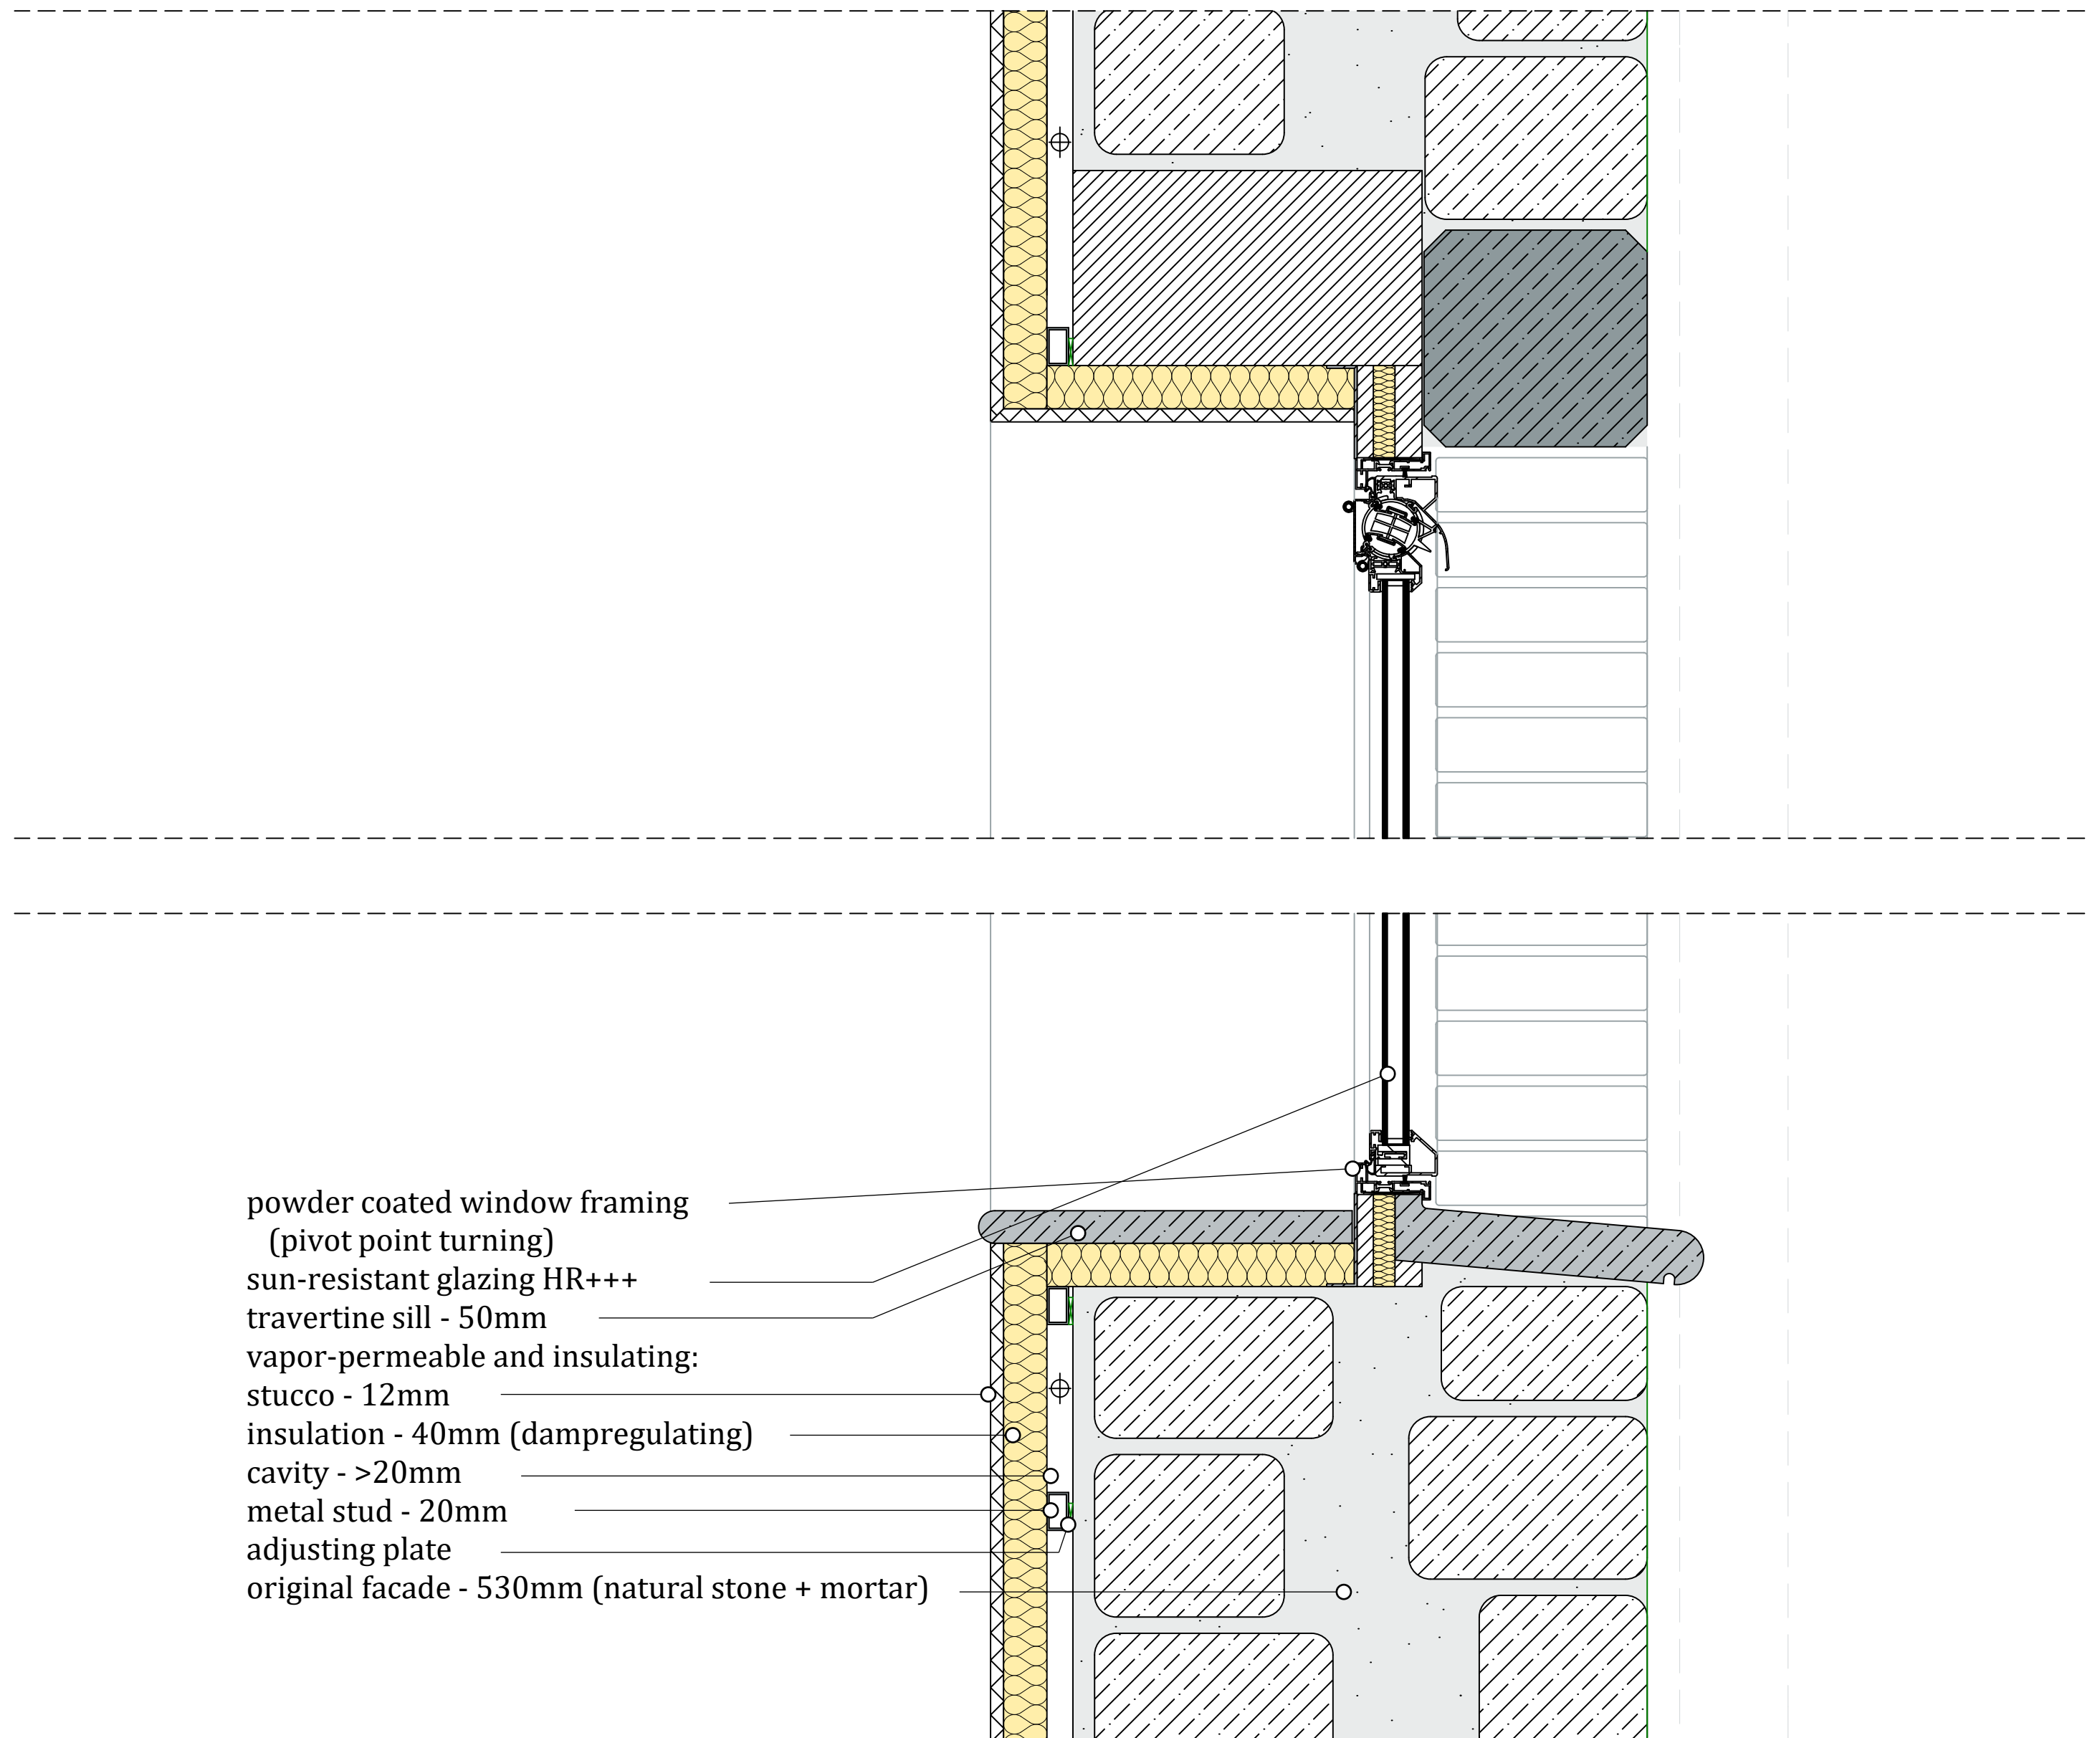 powder coated window framing
(pivot point turning)
sun-resistant glazing HR+++
travertine sill - 50mm
vapor-permeable and insulating:
stucco - 12mm
insulation - 40mm (dampregulating)
cavity - >20mm
metal stud - 20mm
adjusting plate
original facade - 530mm (natural stone + mortar)